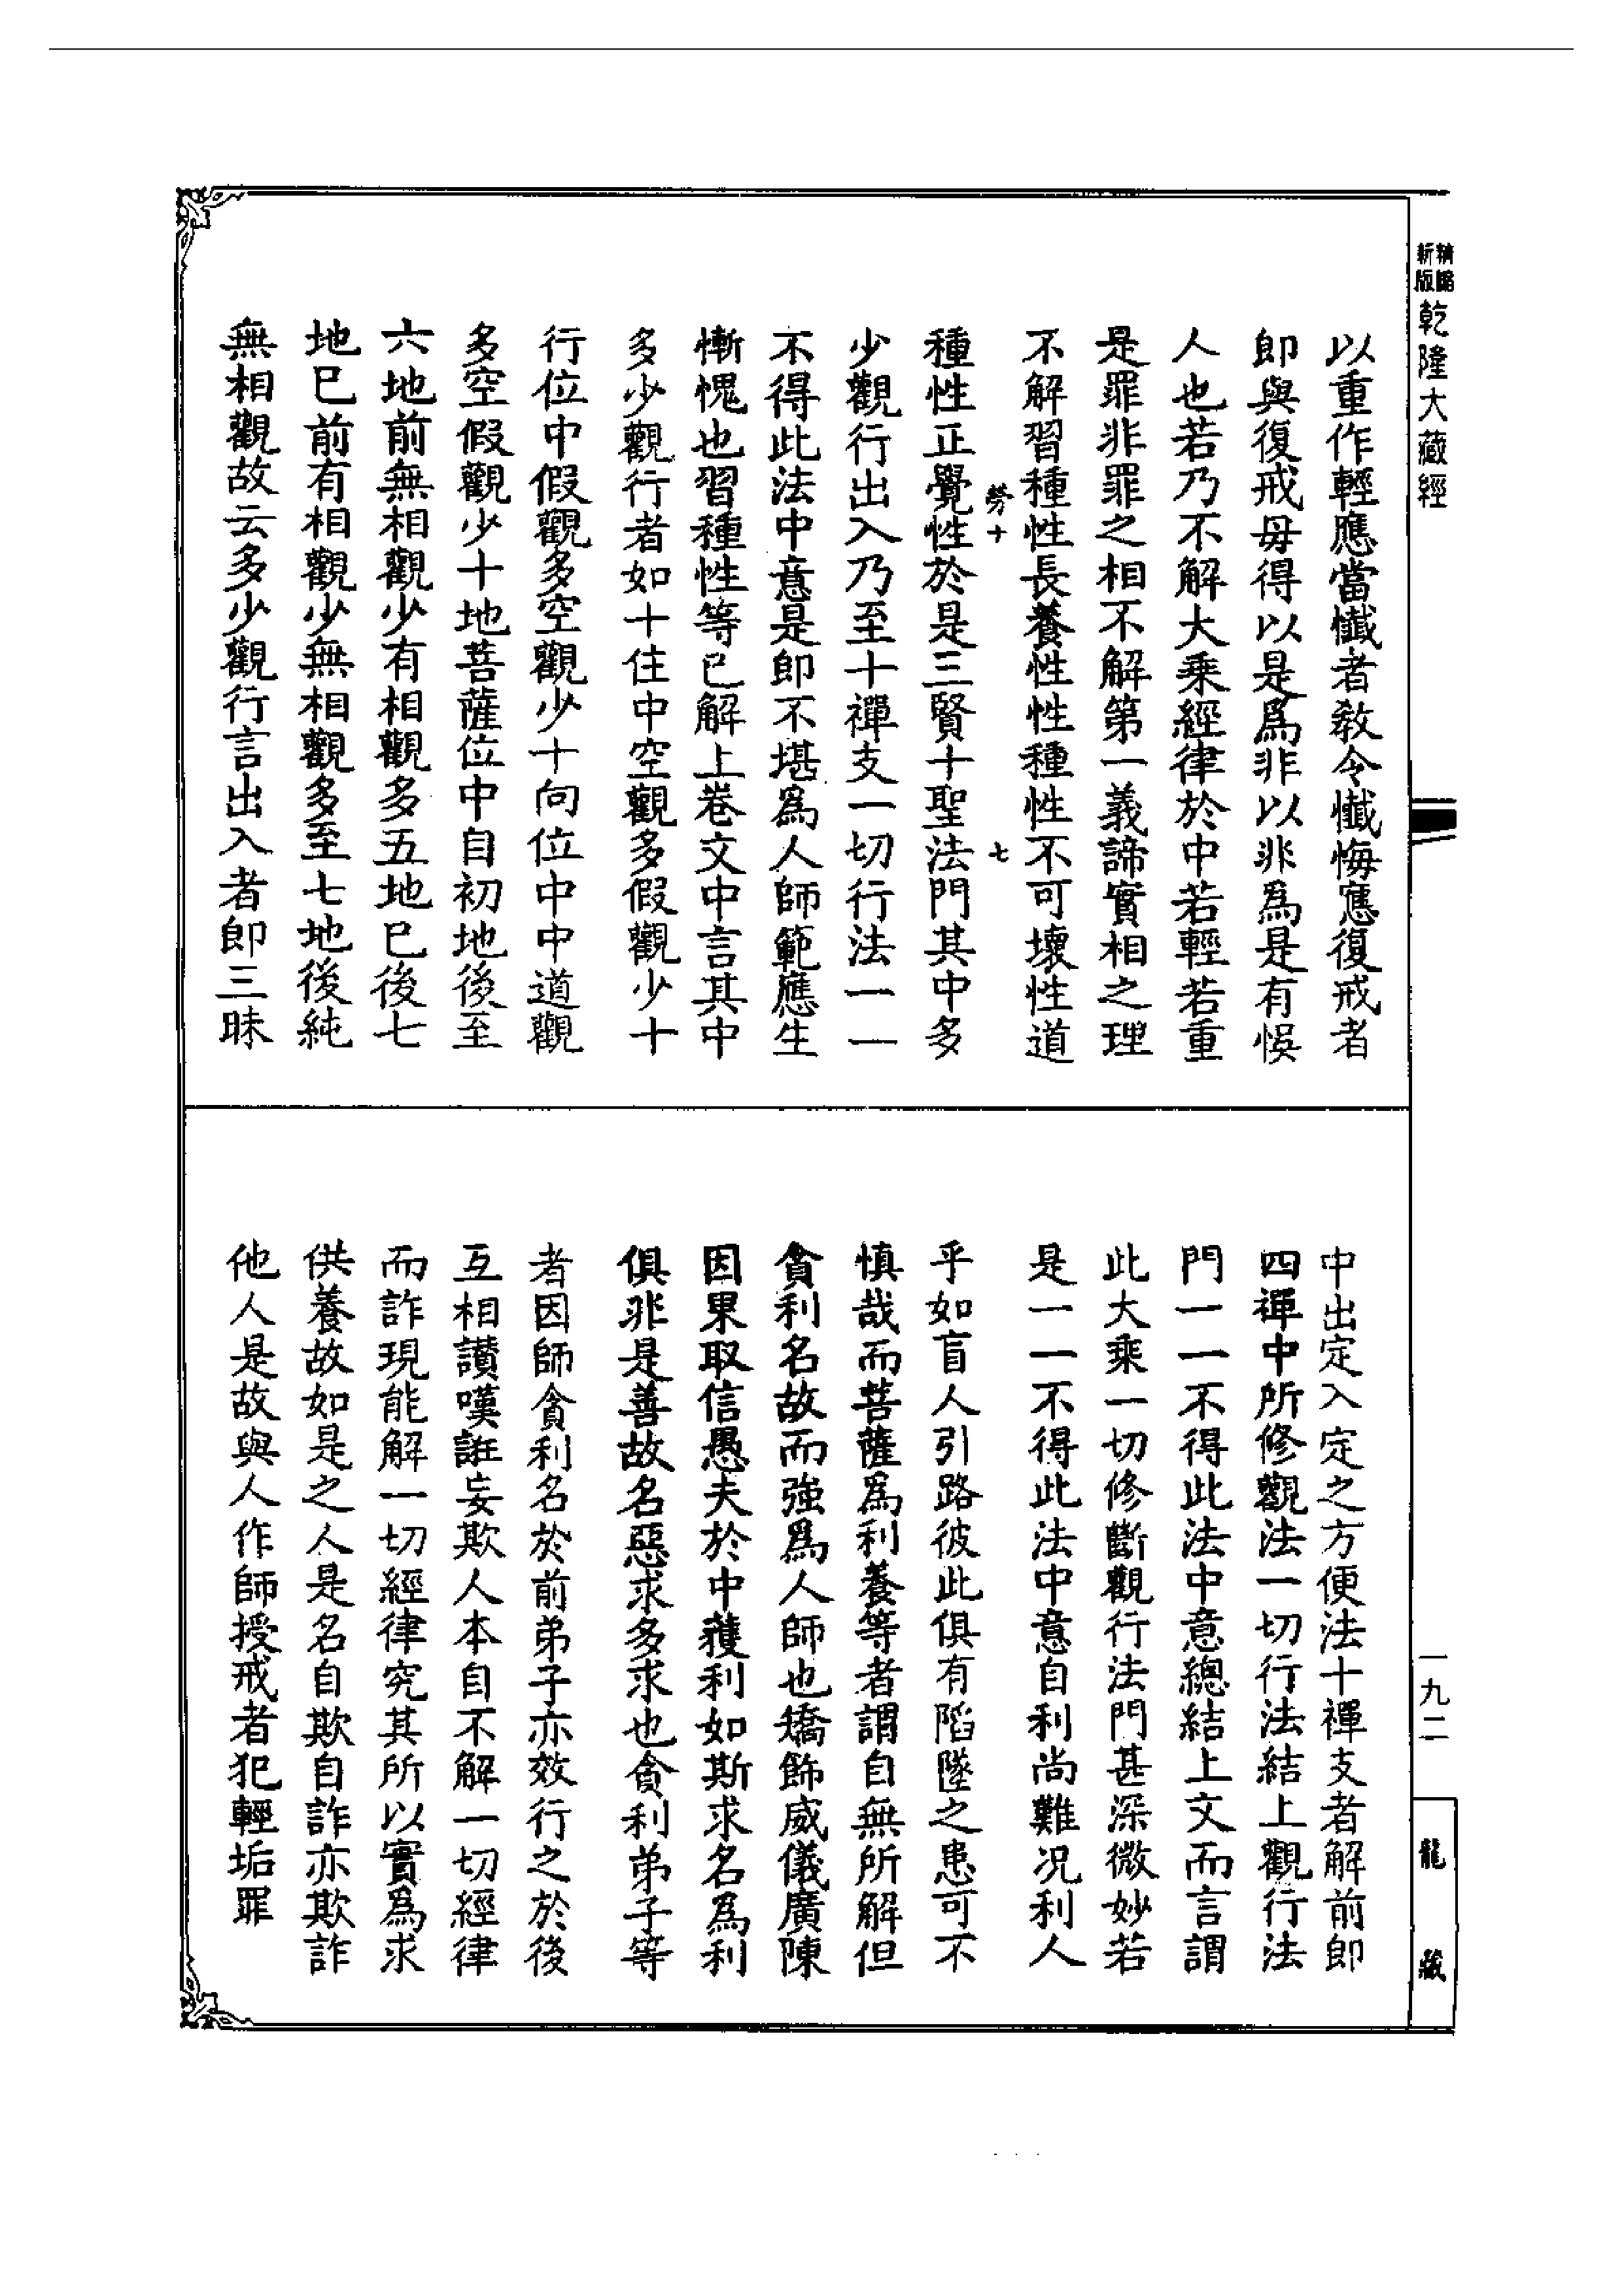 精縮新版乾隆大藏經
一九二
龍藏
以重作輕應當懺者教令懺悔應復戒者
即與復戒毋得以是爲非以非爲是有悞
人也若乃不解大乘經律於中若輕若重
是罪非罪之相不解第一義諦實相之理
不解習種性長養性性種性不可壞性道
勞十 七
種性正覺性於是三賢十聖法門其中多
少觀行出入乃至十禪支一切行法一一
不得此法中意是即不堪爲人師範應生
慚愧也習種性等已解上卷文中言其中
多少觀行者如十住中空觀多假觀少十
行位中假觀多空觀少十向位中中道觀
多空假觀少十地菩薩位中自初地後至
六地前無相觀少有相觀多五地巳後七
地巳前有相觀少無相觀多至七地後純
無相觀故云多少觀行言出入者即三昧
中出定入定之方便法十禪支者解前即
四禪中所修觀法一切行法結上觀行法
門一一不得此法中意總結上文而言謂
此大乘一切修斷觀行法門甚深微妙若
是一一不得此法中意自利尚難况利人
乎如盲人引路彼此俱有陷墜之患可不
慎哉而菩薩爲利養等者謂自無所解但
貪利名故而強爲人師也矯飾威儀廣陳
因果取信愚夫於中穫利如斯求名爲利
俱非是善故名惡求多求也貪利弟子等
者因師貪利名於前弟子亦效行之於後
互相讚嘆誑妄欺人本自不解一切經律
而詐現能解一切經律究其所以實爲求
供養故如是之人是名自欺自詐亦欺詐
他人是故與人作師授戒者犯輕垢罪